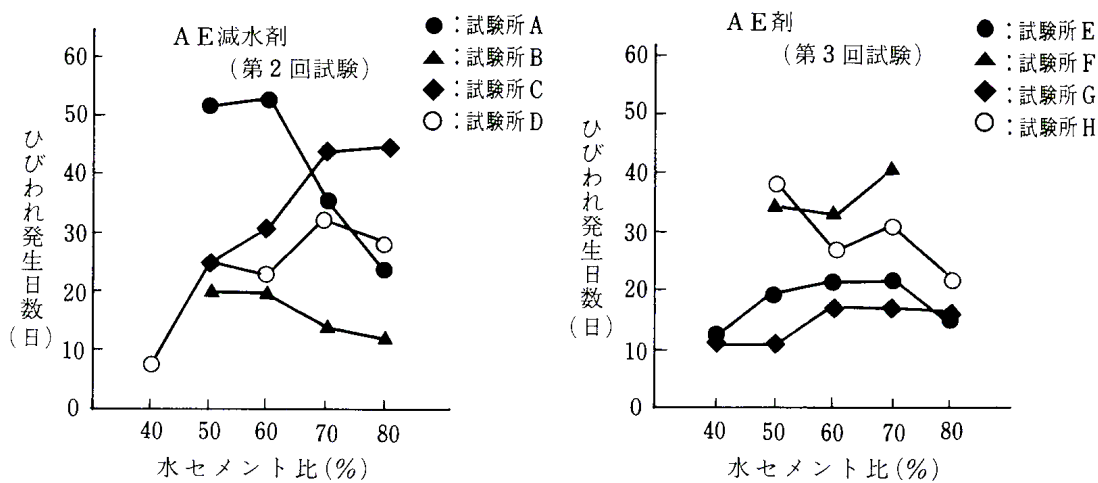 AE減水剤
(第2回試験)
●:試験所A
▲:試験所B
◆:試験所C
○:試験所D
ひびわれ発生日数(日)
60
50
40
30
20
10
0
40 50 60 70 80
水セメント比(%)
AE剤
(第3回試験)
●:試験所E
▲:試験所F
◆:試験所G
○:試験所H
ひびわれ発生日数(日)
60
50
40
30
20
10
0
40 50 60 70 80
水セメント比(%)